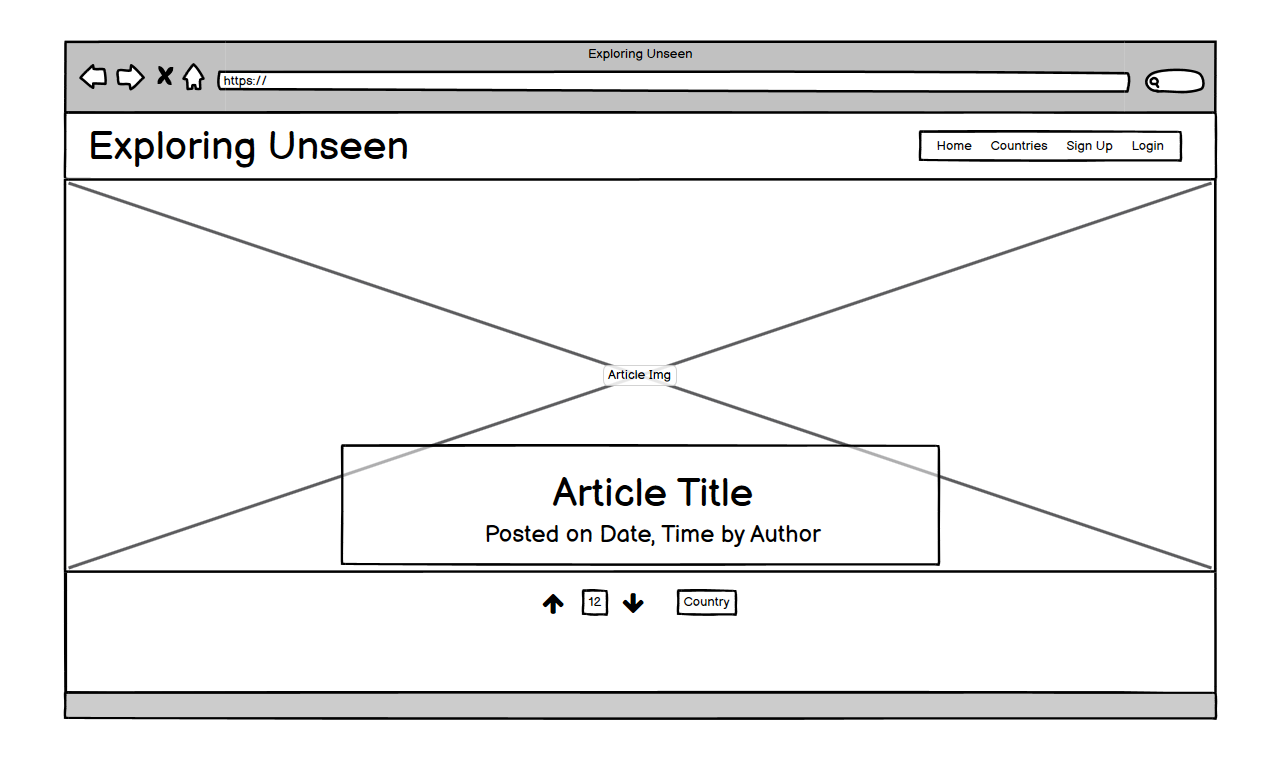 Exploring Unseen
https://
Exploring Unseen
Home Countries Sign Up Login
Article Img
Article Title
Posted on Date, Time by Author
12 Country